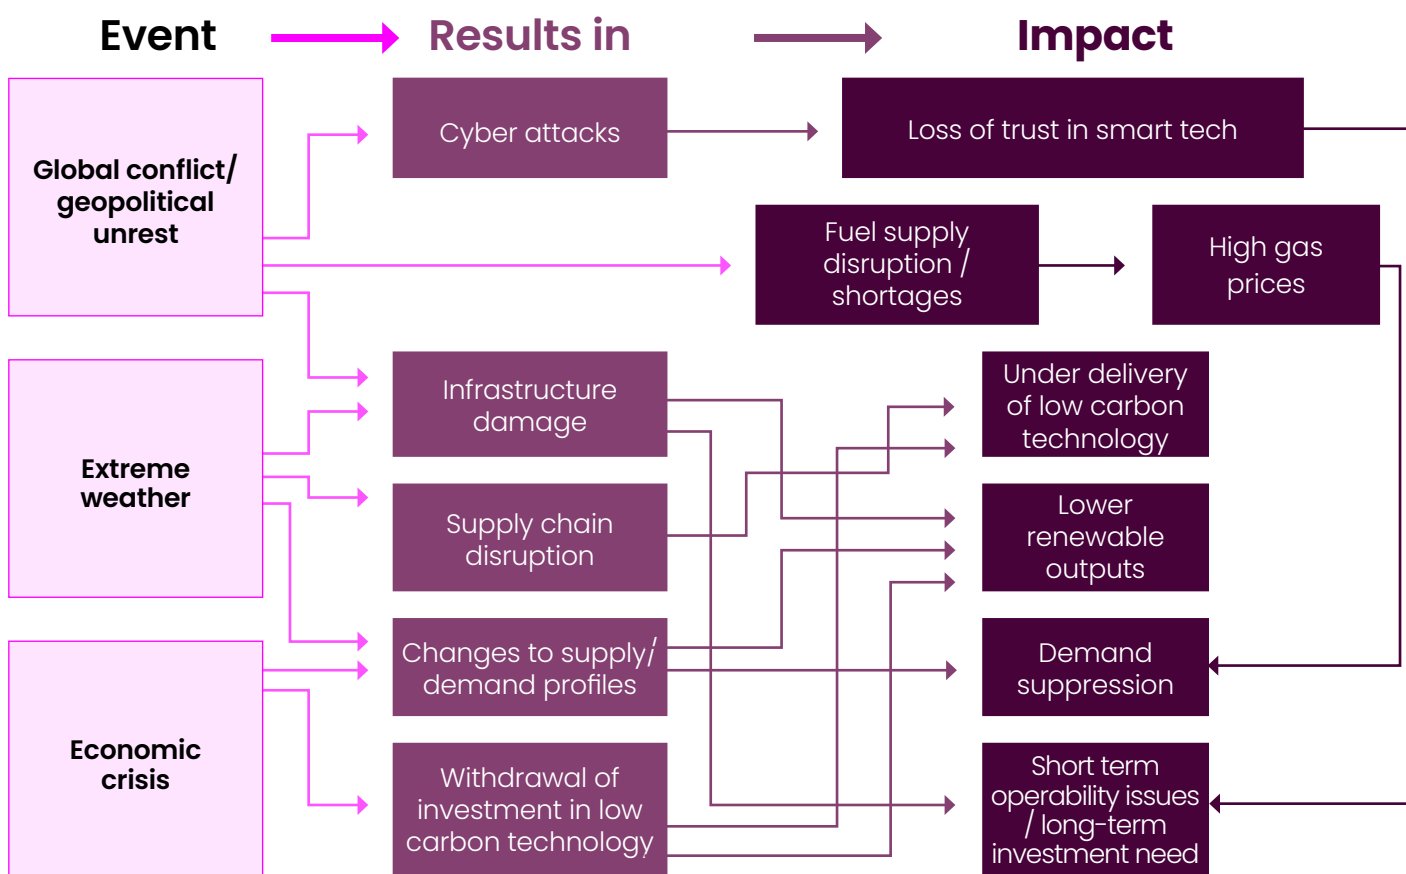 Event
Results in
Impact
Global conflict/
geopolitical
unrest
Cyber attacks
Loss of trust in smart tech
Fuel supply
disruption /
shortages
High gas
prices
Extreme
weather
Infrastructure
damage
Under delivery
of low carbon
technology
Supply chain
disruption
Lower
renewable
outputs
Economic
crisis
Changes to supply/
demand profiles
Demand
suppression
Withdrawal of
investment in low
carbon technology
Short term
operability issues
/ long-term
investment need